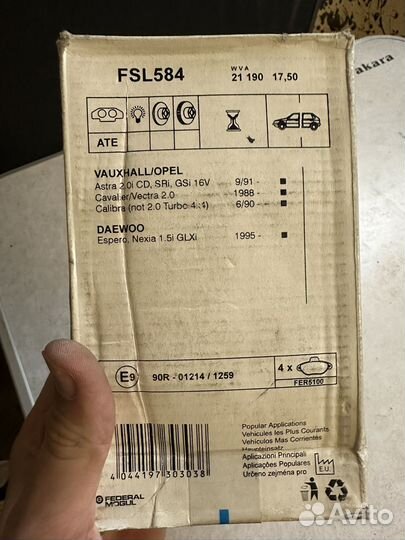 akara
FSL584
WVA
21 190 17,50
ATE
VAUXHALL/OPEL
Astra 2.0i CD, SRi, GSi 16V 9/91 -
Cavalier/Vectra 2.0 1988 -
Calibra (not 2.0 Turbo 4x4) 6/90 -
DAEWOO
Espero, Nexia 1.5i GLXi 1995 -
E9 90R - 01214 / 1259
4 x
FER5100
Popular Applications
Vehicules les Plus Courants
Vehiculos Mas Corrientes
Haupteinsatz
Aplicazioni Principali
Aplicações Populares
Určeno zejména pro
E.U.
4 044197 303038
FEDERAL
MOGUL
Avito